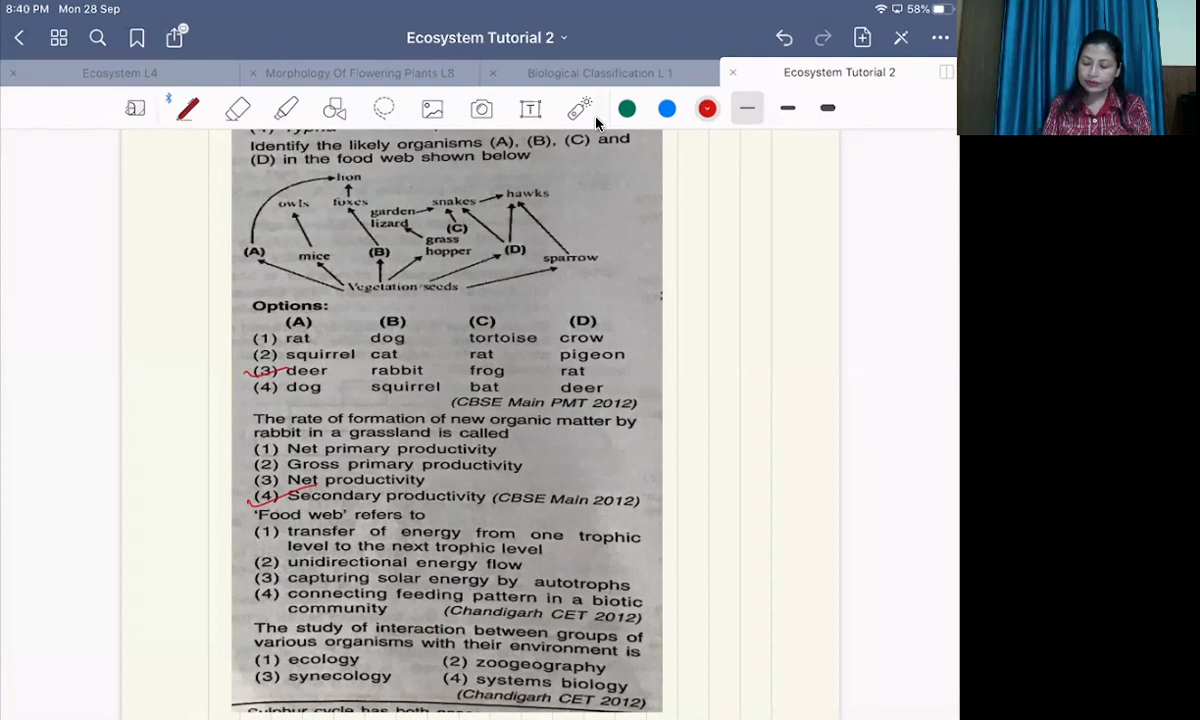 8:40 PM Mon 28 Sep
58%
Ecosystem Tutorial 2
Ecosystem L4
Morphology Of Flowering Plants L8
Biological Classification L 1
Ecosystem Tutorial 2
Identify the likely organisms (A), (B), (C) and
(D) in the food web shown below
lion
owls
foxes
garden
lizard
snakes
hawks
(C)
grass
hopper
(A)
mice
(B)
(D)
sparrow
Vegetation/seeds
Options:
(A) (B) (C) (D)
(1) rat dog tortoise crow
(2) squirrel cat rat pigeon
(3) deer rabbit frog rat
(4) dog squirrel bat deer
(CBSE Main PMT 2012)
The rate of formation of new organic matter by
rabbit in a grassland is called
(1) Net primary productivity
(2) Gross primary productivity
(3) Net productivity
(4) Secondary productivity (CBSE Main 2012)
'Food web' refers to
(1) transfer of energy from one trophic
level to the next trophic level
(2) unidirectional energy flow
(3) capturing solar energy by autotrophs
(4) connecting feeding pattern in a biotic
community (Chandigarh CET 2012)
The study of interaction between groups of
various organisms with their environment is
(1) ecology (2) zoogeography
(3) synecology (4) systems biology
(Chandigarh CET 2012)
Sulphur cycle has both